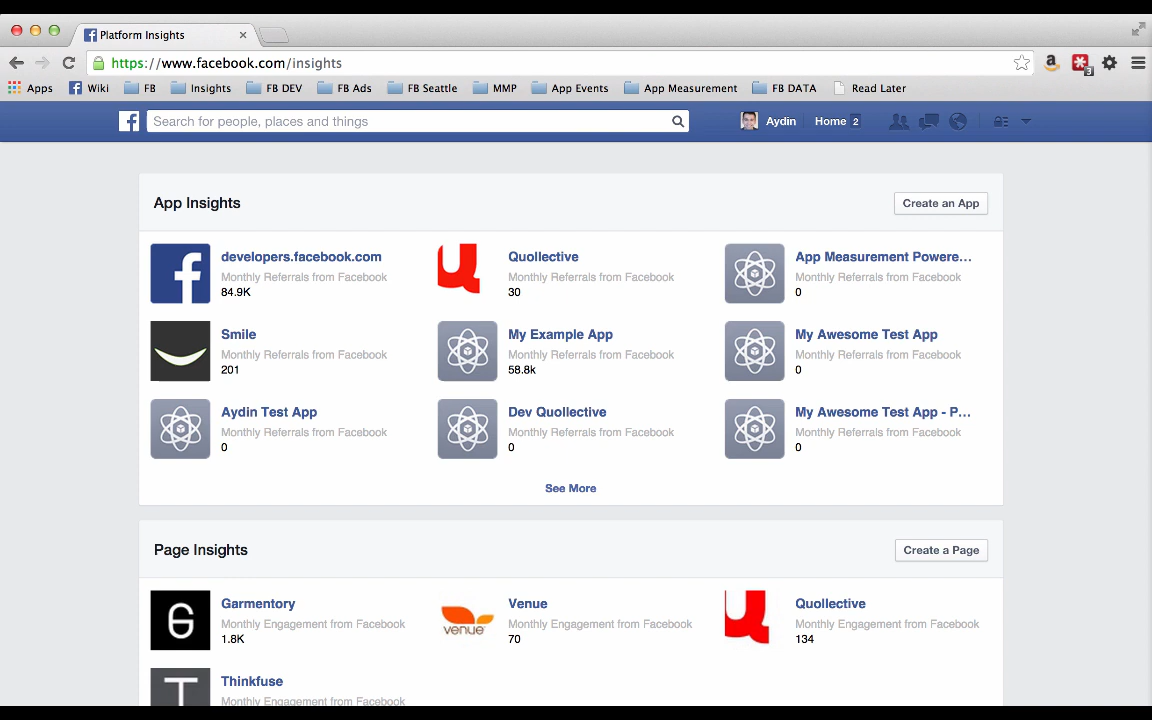 Platform Insights
https://www.facebook.com/insights
3
Apps Wiki FB Insights FB DEV FB Ads FB Seattle MMP App Events App Measurement FB DATA Read Later
Search for people, places and things
Aydin Home 2
App Insights
Create an App
developers.facebook.com
Monthly Referrals from Facebook
84.9K
Quollective
Monthly Referrals from Facebook
30
App Measurement Powere...
Monthly Referrals from Facebook
0
Smile
Monthly Referrals from Facebook
201
My Example App
Monthly Referrals from Facebook
58.8k
My Awesome Test App
Monthly Referrals from Facebook
0
Aydin Test App
Monthly Referrals from Facebook
0
Dev Quollective
Monthly Referrals from Facebook
0
My Awesome Test App - P...
Monthly Referrals from Facebook
0
See More
Page Insights
Create a Page
Garmentory
Monthly Engagement from Facebook
1.8K
venue
Venue
Monthly Engagement from Facebook
70
Quollective
Monthly Engagement from Facebook
134
T
Thinkfuse
Monthly Engagement from Facebook